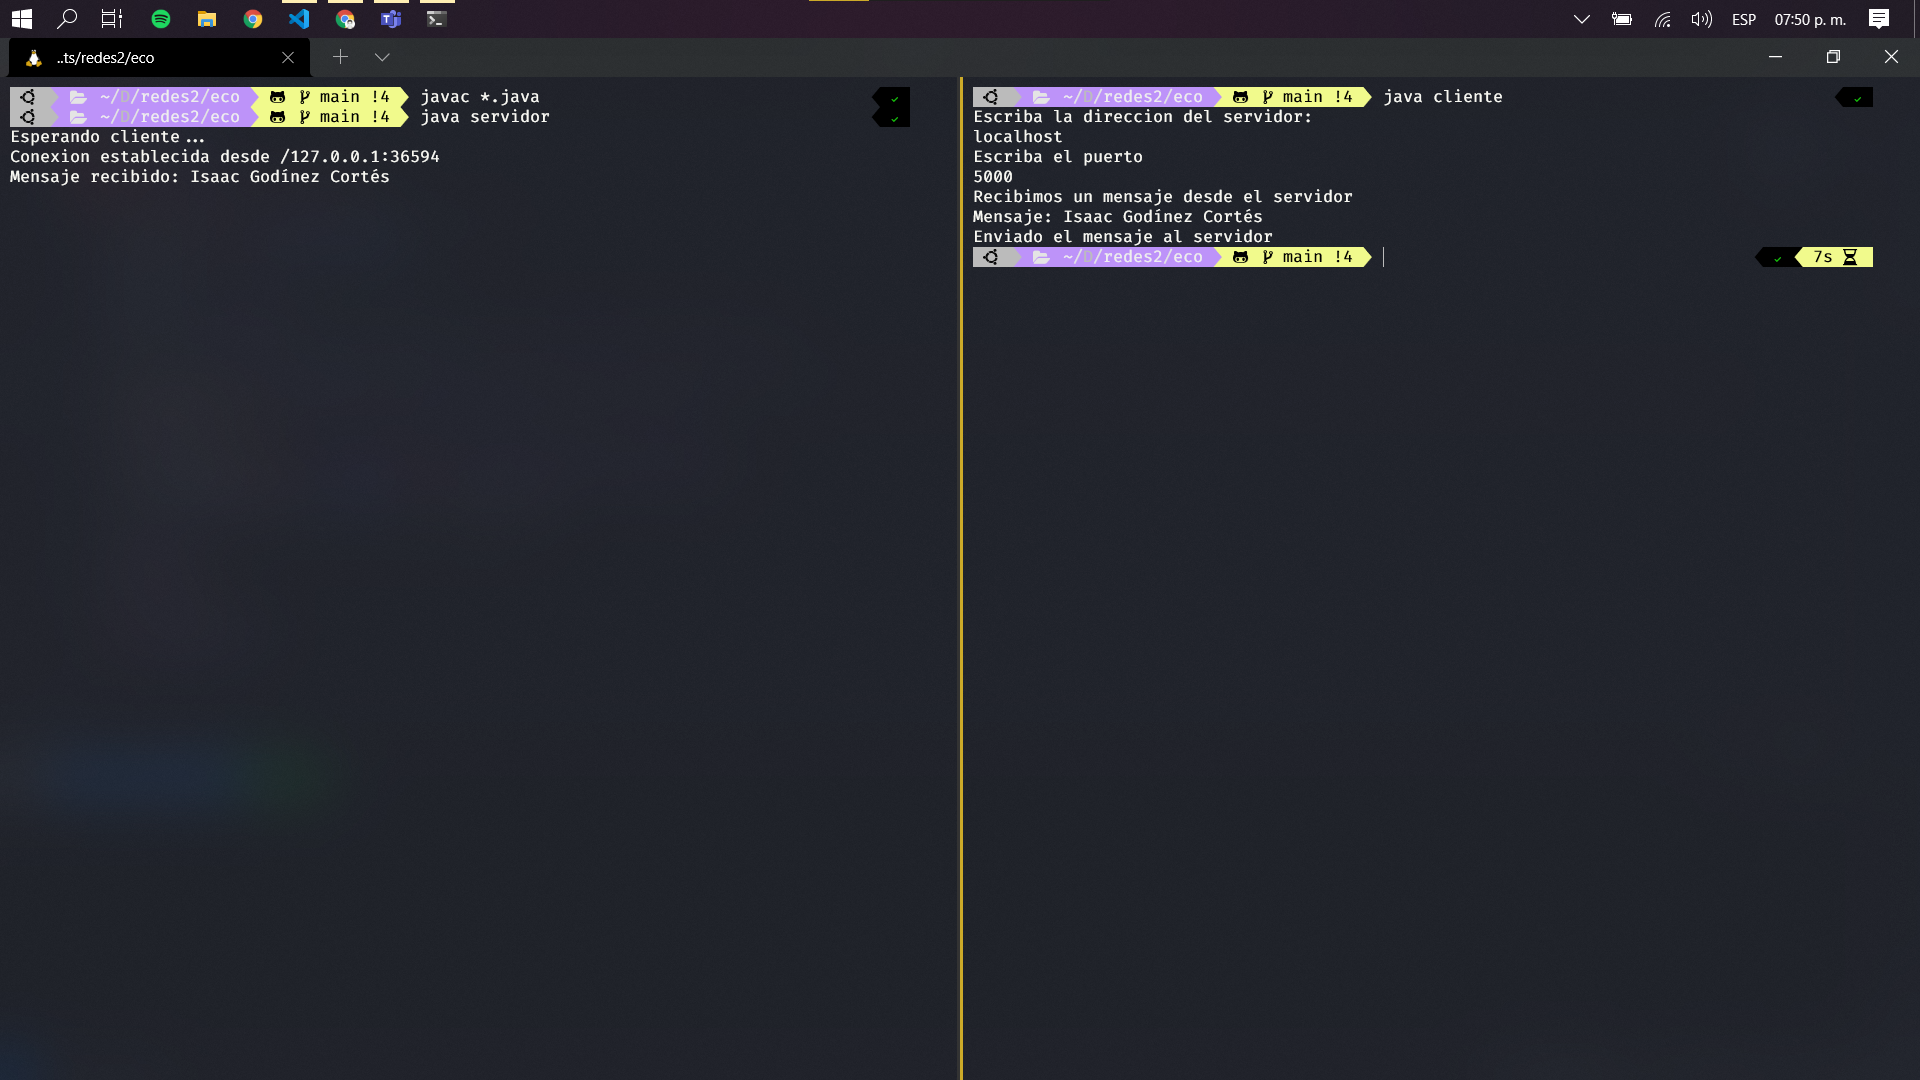 ESP
07:50 p. m.
..ts/redes2/eco
~/D/redes2/eco main !4 javac *.java
~/D/redes2/eco main !4 java servidor
Esperando cliente...
Conexion establecida desde /127.0.0.1:36594
Mensaje recibido: Isaac Godínez Cortés
~/D/redes2/eco main !4 java cliente
Escriba la direccion del servidor:
localhost
Escriba el puerto
5000
Recibimos un mensaje desde el servidor
Mensaje: Isaac Godínez Cortés
Enviado el mensaje al servidor
~/D/redes2/eco main !4 7s